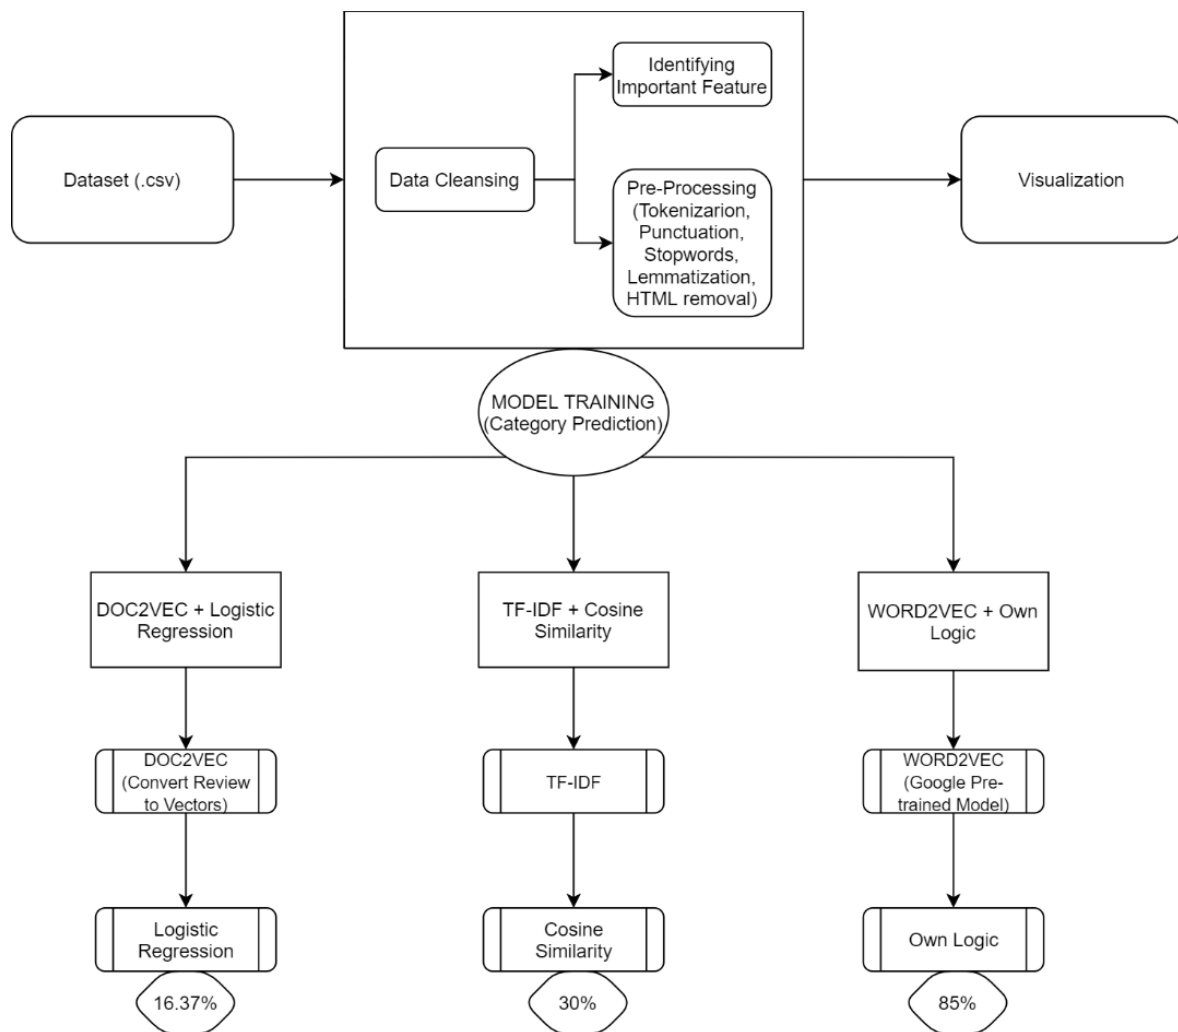 Dataset (.csv)
Data Cleansing
Identifying
Important Feature
Pre-Processing
(Tokenizarion,
Punctuation,
Stopwords,
Lemmatization,
HTML removal)
Visualization
MODEL TRAINING
(Category Prediction)
DOC2VEC + Logistic
Regression
TF-IDF + Cosine
Similarity
WORD2VEC + Own
Logic
DOC2VEC
(Convert Review
to Vectors)
TF-IDF
WORD2VEC
(Google Pre-
trained Model)
Logistic
Regression
Cosine
Similarity
Own Logic
16.37%
30%
85%